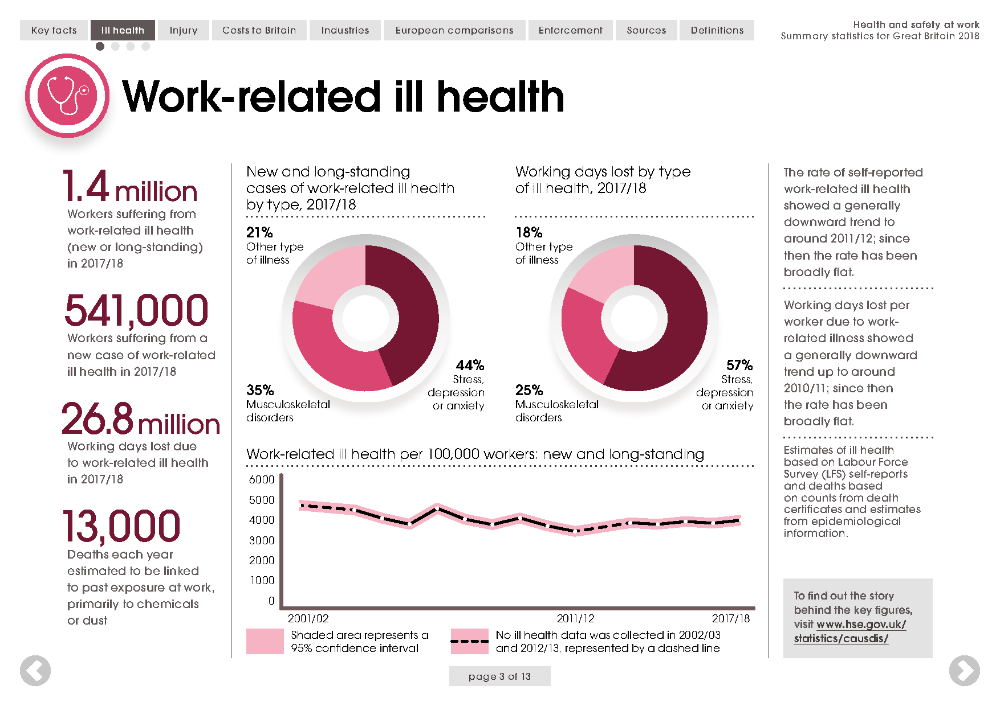 Key facts
Ill health
Injury
Costs to Britain
Industries
European comparisons
Enforcement
Sources
Definitions
Health and safety at work
Summary statistics for Great Britain 2018
Work-related ill health
1.4 million
Workers suffering from
work-related ill health
(new or long-standing)
in 2017/18
541,000
Workers suffering from a
new case of work-related
ill health in 2017/18
26.8 million
Working days lost due
to work-related ill health
in 2017/18
13,000
Deaths each year
estimated to be linked
to past exposure at work,
primarily to chemicals
or dust
New and long-standing
cases of work-related ill health
by type, 2017/18
21%
Other type
of illness
44%
Stress,
depression
or anxiety
35%
Musculoskeletal
disorders
Working days lost by type
of ill health, 2017/18
18%
Other type
of illness
57%
Stress,
depression
or anxiety
25%
Musculoskeletal
disorders
Work-related ill health per 100,000 workers: new and long-standing
6000
5000
4000
3000
2000
1000
0
2001/02
2011/12
2017/18
Shaded area represents a
95% confidence interval
No ill health data was collected in 2002/03
and 2012/13, represented by a dashed line
The rate of self-reported
work-related ill health
showed a generally
downward trend to
around 2011/12; since
then the rate has been
broadly flat.
Working days lost per
worker due to work-
related illness showed
a generally downward
trend up to around
2010/11; since then
the rate has been
broadly flat.
Estimates of ill health
based on Labour Force
Survey (LFS) self-reports
and deaths based
on counts from death
certificates and estimates
from epidemiological
information.
To find out the story
behind the key figures,
visit www.hse.gov.uk/
statistics/causdis/
page 3 of 13